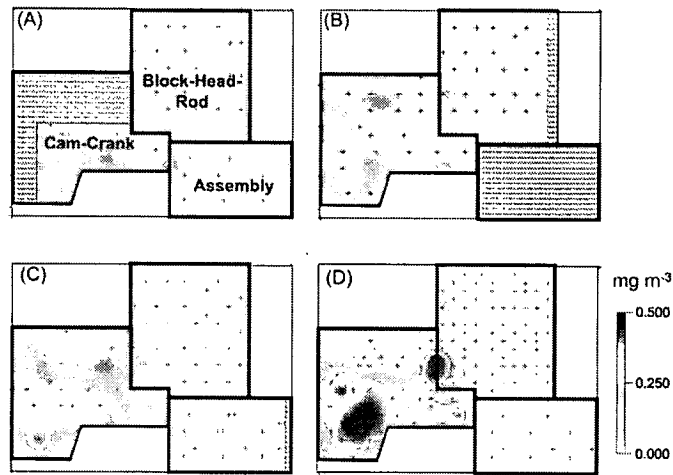 (A)
(B)
Block-Head-
Rod
Cam-Crank
Assembly
(C)
(D)
mg m-3
0.500
0.250
0.000